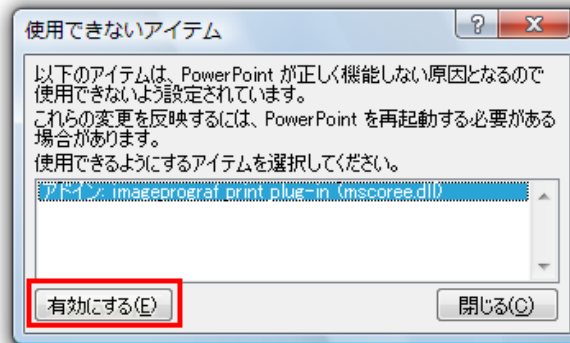 使用できないアイテム
以下のアイテムは、PowerPoint が正しく機能しない原因となるので
使用できないよう設定されています。
これらの変更を反映するには、PowerPoint を再起動する必要がある
場合があります。
使用できるようにするアイテムを選択してください。
アドイン: imageprograf print plug-in (mscoree.dll)
有効にする(E)
閉じる(C)